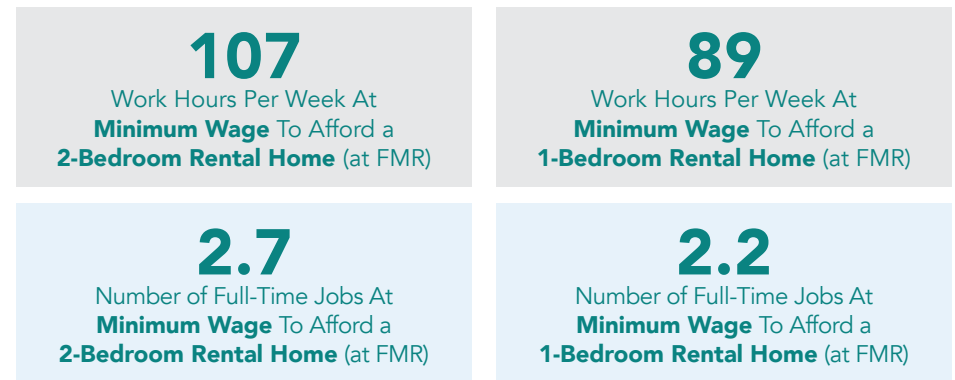 107
Work Hours Per Week At
Minimum Wage To Afford a
2-Bedroom Rental Home (at FMR)
89
Work Hours Per Week At
Minimum Wage To Afford a
1-Bedroom Rental Home (at FMR)
2.7
Number of Full-Time Jobs At
Minimum Wage To Afford a
2-Bedroom Rental Home (at FMR)
2.2
Number of Full-Time Jobs At
Minimum Wage To Afford a
1-Bedroom Rental Home (at FMR)